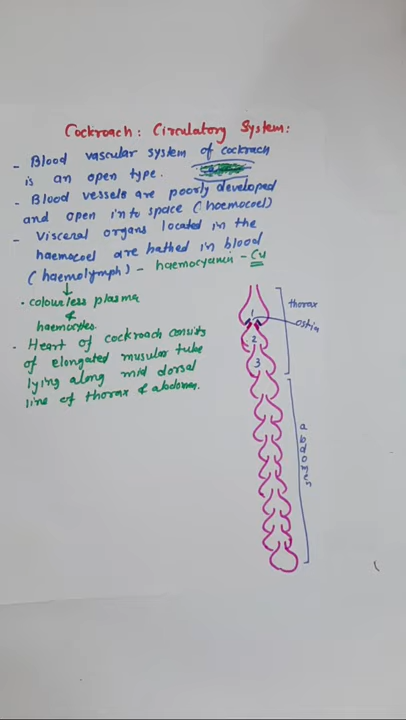 Cockroach: Circulatory System:
- Blood vascular system of cockrach
is an open type.
- Blood vessels are poorly developed
and open into space (haemocoel)
- Visceral organs located in the
haemocoel are bathed in blood
(haemolymph) - haemocyanin - Cu
• colourless plasma
&
haemocytes.
• Heart of cockroach consists
of elongated muscular tube
lying along mid dorsal
line of thorax & abdomen.
1
2
3
thorax
ostia